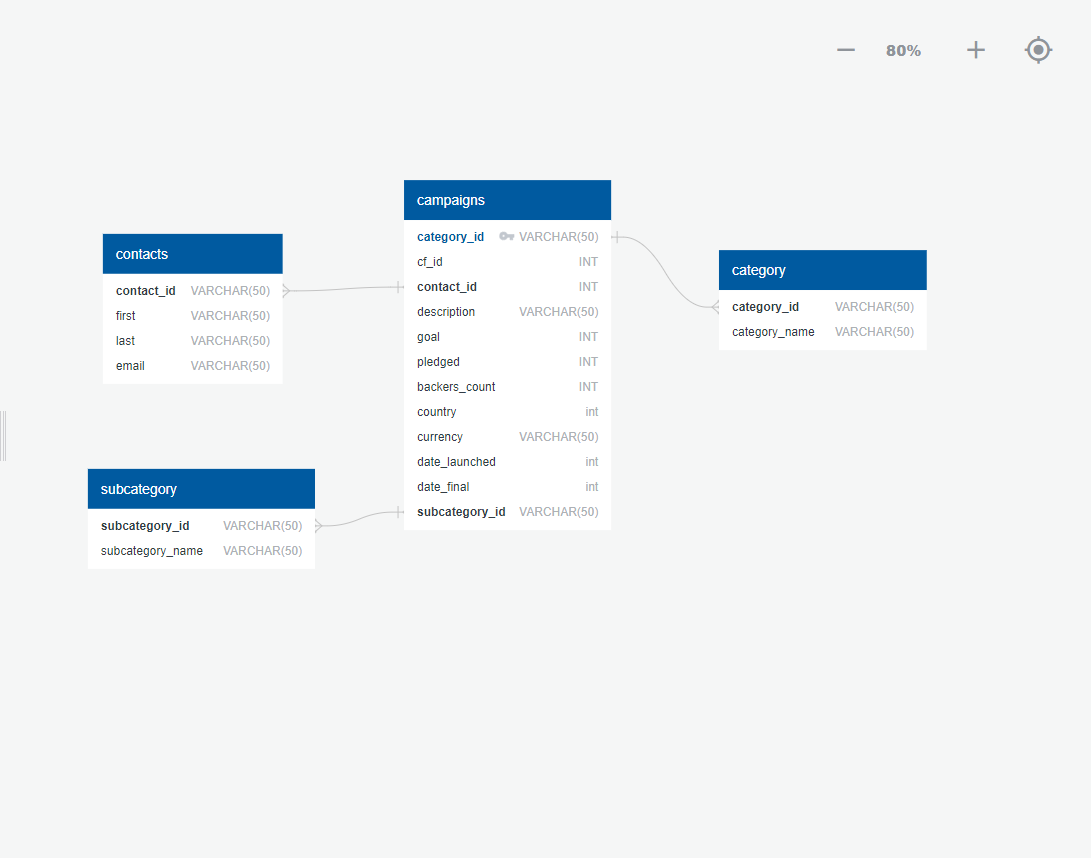 80%
campaigns
category_id VARCHAR(50)
cf_id INT
contact_id INT
description VARCHAR(50)
goal INT
pledged INT
backers_count INT
country int
currency VARCHAR(50)
date_launched int
date_final int
subcategory_id VARCHAR(50)
contacts
contact_id VARCHAR(50)
first VARCHAR(50)
last VARCHAR(50)
email VARCHAR(50)
category
category_id VARCHAR(50)
category_name VARCHAR(50)
subcategory
subcategory_id VARCHAR(50)
subcategory_name VARCHAR(50)